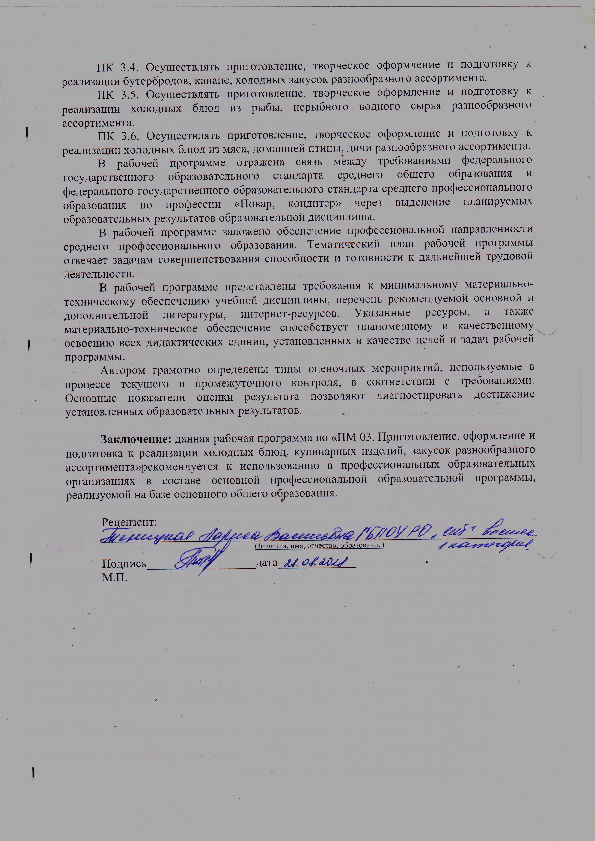 ПК 3.4. Осуществлять приготовление, творческое оформление и подготовку к
реализации бутербродов, канапе, холодных закусок разнообразного ассортимента.
ПК 3.5. Осуществлять приготовление, творческое оформление и подготовку к
реализации холодных блюд из рыбы, нерыбного водного сырья разнообразного
ассортимента.
ПК 3.6. Осуществлять приготовление, творческое оформление и подготовку к
реализации холодных блюд из мяса, домашней птицы, дичи разнообразного ассортимента.
В рабочей программе отражена связь между требованиями федерального
государственного образовательного стандарта среднего общего образования и
федерального государственного образовательного стандарта среднего профессионального
образования по профессии «Повар, кондитер» через выделение планируемых
образовательных результатов образовательной дисциплины.
В рабочей программе заложено обеспечение профессиональной направленности
среднего профессионального образования. Тематический план рабочей программы
отвечает задачам совершенствования способности и готовности к дальнейшей трудовой
деятельности.
В рабочей программе представлены требования к минимальному материально-
техническому обеспечению учебной дисциплины, перечень рекомендуемой основной и
дополнительной литературы, интернет-ресурсов. Указанные ресурсы, а также
материально-техническое обеспечение способствует планомерному и качественному
освоению всех дидактических единиц, установленных в качестве целей и задач рабочей
программы.
Автором грамотно определены типы оценочных мероприятий, используемые в
процессе текущего и промежуточного контроля, в соответствии с требованиями.
Основные показатели оценки результата позволяют диагностировать достижение
установленных образовательных результатов.
Заключение: данная рабочая программа по «ПМ 03. Приготовление, оформление и
подготовка к реализации холодных блюд, кулинарных изделий, закусок разнообразного
ассортимента»рекомендуется к использованию в профессиональных образовательных
организациях в составе основной профессиональной образовательной программы,
реализуемой на базе основного общего образования.
Рецензент:
Лариса Васильевна ГБПОУ РО
(фамилия, имя, отчество, образование)
категория
Подпись дата 28.08.2018
М.П.